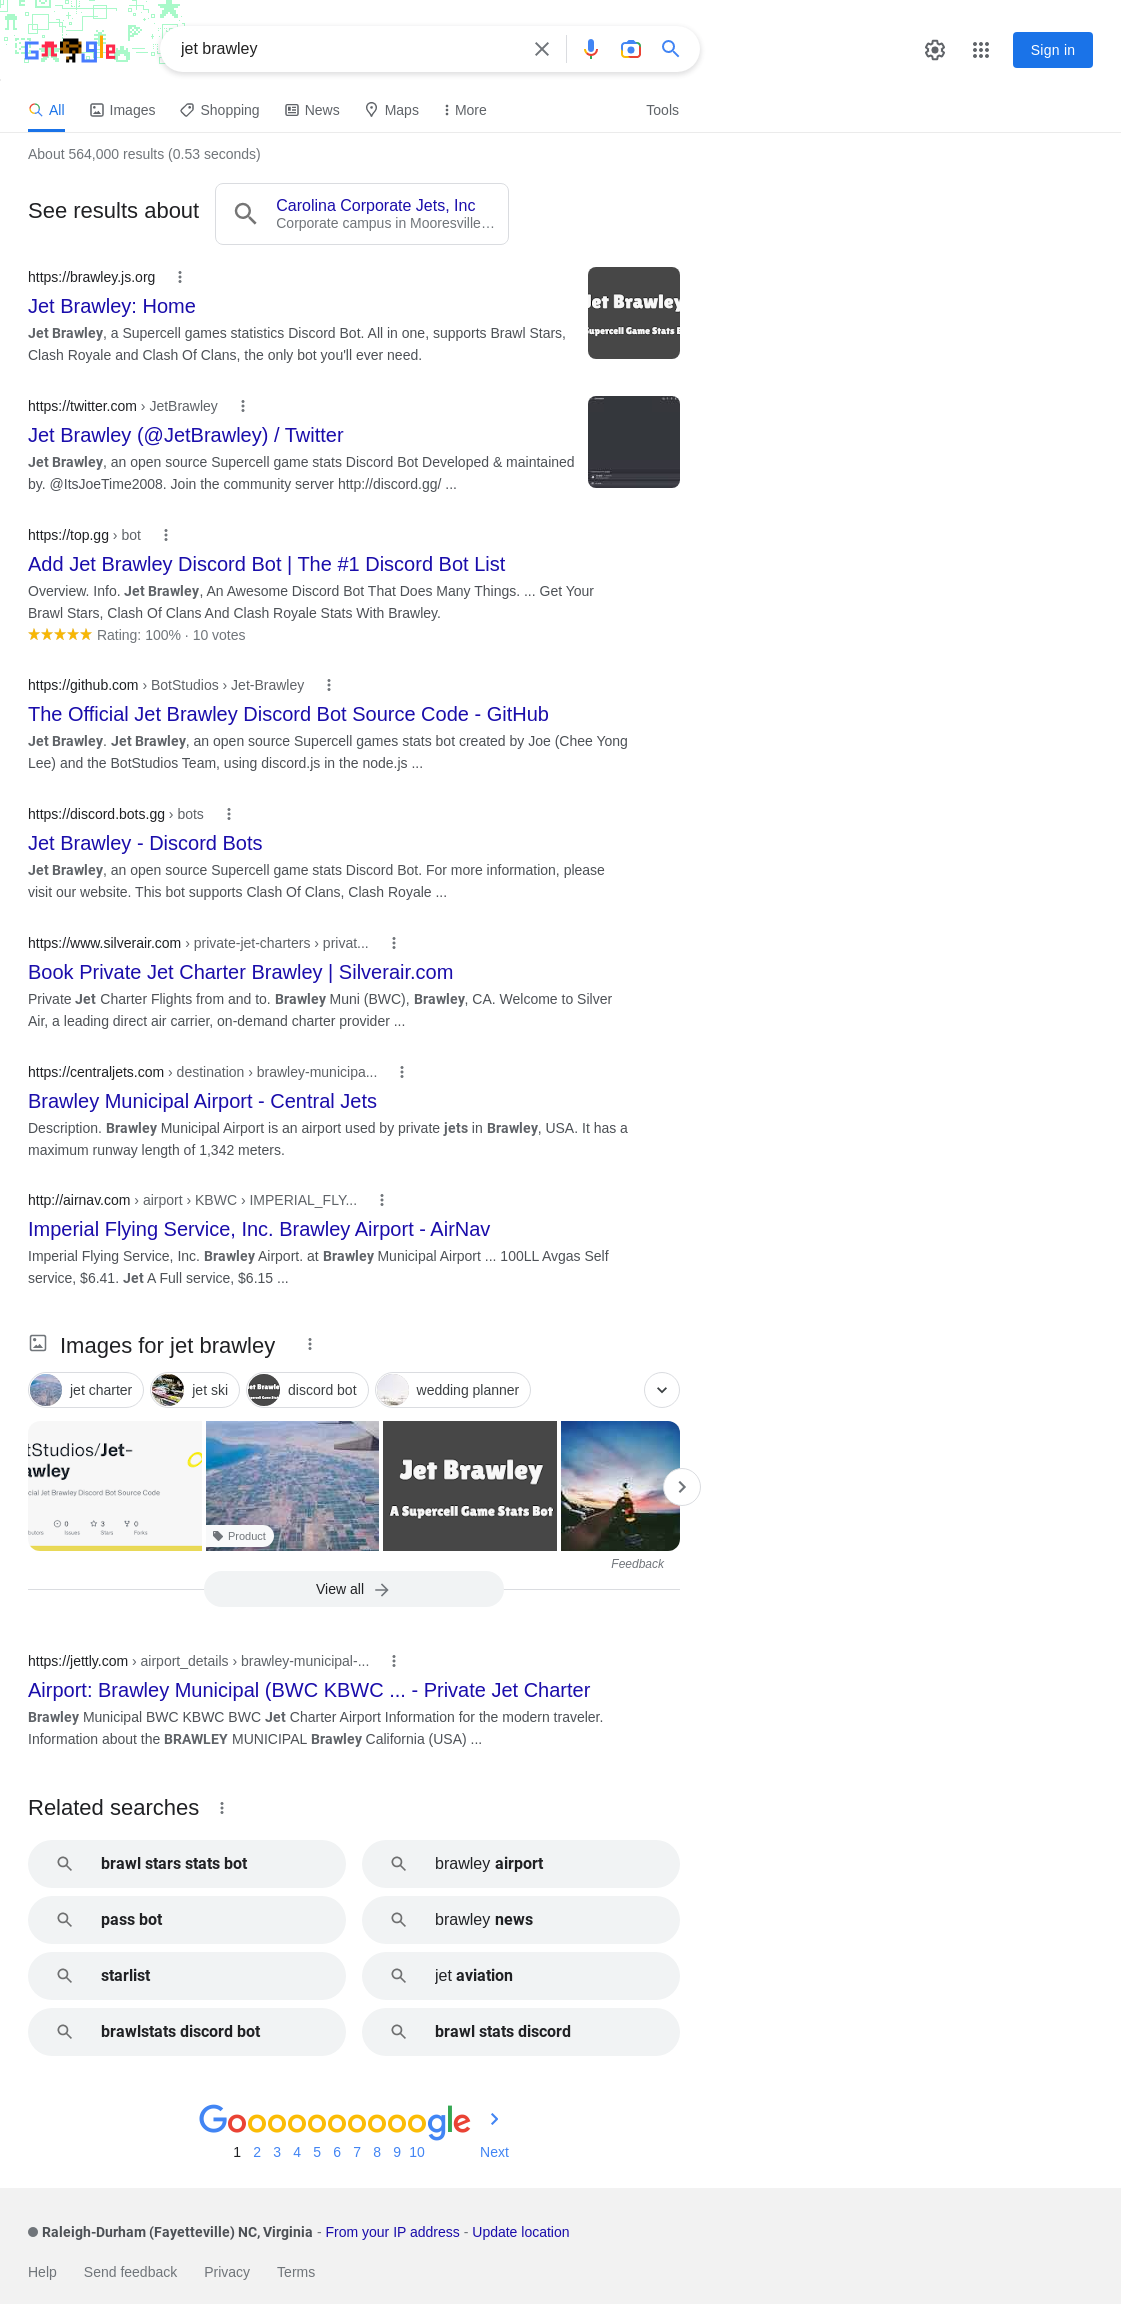 jet brawley
Sign in
All
Images
Shopping
News
Maps
More
Tools
About 564,000 results (0.53 seconds)
See results about
Carolina Corporate Jets, Inc
Corporate campus in Mooresville…
https://brawley.js.org
Jet Brawley: Home
Jet Brawley, a Supercell games statistics Discord Bot. All in one, supports Brawl Stars,
Clash Royale and Clash Of Clans, the only bot you'll ever need.
Jet Brawley
Supercell Game Stats B
https://twitter.com › JetBrawley
Jet Brawley (@JetBrawley) / Twitter
Jet Brawley, an open source Supercell game stats Discord Bot Developed & maintained
by. @ItsJoeTime2008. Join the community server http://discord.gg/ ...
https://top.gg › bot
Add Jet Brawley Discord Bot | The #1 Discord Bot List
Overview. Info. Jet Brawley, An Awesome Discord Bot That Does Many Things. ... Get Your
Brawl Stars, Clash Of Clans And Clash Royale Stats With Brawley.
Rating: 100% · 10 votes
https://github.com › BotStudios › Jet-Brawley
The Official Jet Brawley Discord Bot Source Code - GitHub
Jet Brawley. Jet Brawley, an open source Supercell games stats bot created by Joe (Chee Yong
Lee) and the BotStudios Team, using discord.js in the node.js ...
https://discord.bots.gg › bots
Jet Brawley - Discord Bots
Jet Brawley, an open source Supercell game stats Discord Bot. For more information, please
visit our website. This bot supports Clash Of Clans, Clash Royale ...
https://www.silverair.com › private-jet-charters › privat...
Book Private Jet Charter Brawley | Silverair.com
Private Jet Charter Flights from and to. Brawley Muni (BWC), Brawley, CA. Welcome to Silver
Air, a leading direct air carrier, on-demand charter provider ...
https://centraljets.com › destination › brawley-municipa...
Brawley Municipal Airport - Central Jets
Description. Brawley Municipal Airport is an airport used by private jets in Brawley, USA. It has a
maximum runway length of 1,342 meters.
http://airnav.com › airport › KBWC › IMPERIAL_FLY...
Imperial Flying Service, Inc. Brawley Airport - AirNav
Imperial Flying Service, Inc. Brawley Airport. at Brawley Municipal Airport ... 100LL Avgas Self
service, $6.41. Jet A Full service, $6.15 ...
Images for jet brawley
jet charter
jet ski
discord bot
wedding planner
tStudios/Jet-
awley
cial Jet Brawley Discord Bot Source Code
0
3
0
Issues
Stars
Forks
Product
Jet Brawley
A Supercell Game Stats Bot
Feedback
View all
https://jettly.com › airport_details › brawley-municipal-...
Airport: Brawley Municipal (BWC KBWC ... - Private Jet Charter
Brawley Municipal BWC KBWC BWC Jet Charter Airport Information for the modern traveler.
Information about the BRAWLEY MUNICIPAL Brawley California (USA) ...
Related searches
brawl stars stats bot
brawley airport
pass bot
brawley news
starlist
jet aviation
brawlstats discord bot
brawl stats discord
Goooooooooogle
1 2 3 4 5 6 7 8 9 10 Next
Raleigh-Durham (Fayetteville) NC, Virginia - From your IP address - Update location
Help
Send feedback
Privacy
Terms